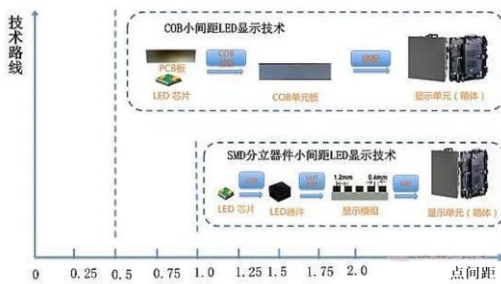 技术路线
COB小间距LED显示技术
PCB板
LED 芯片
COB
COB单元板
装配
显示单元(箱体)
SMD分立器件小间距LED显示技术
1.2mm
0.4mm
LED 芯片
LED器件
显示模组
显示单元(箱体)
0
0.25
0.5
0.75
1.0
1.25
1.5
1.75
2.0
点间距